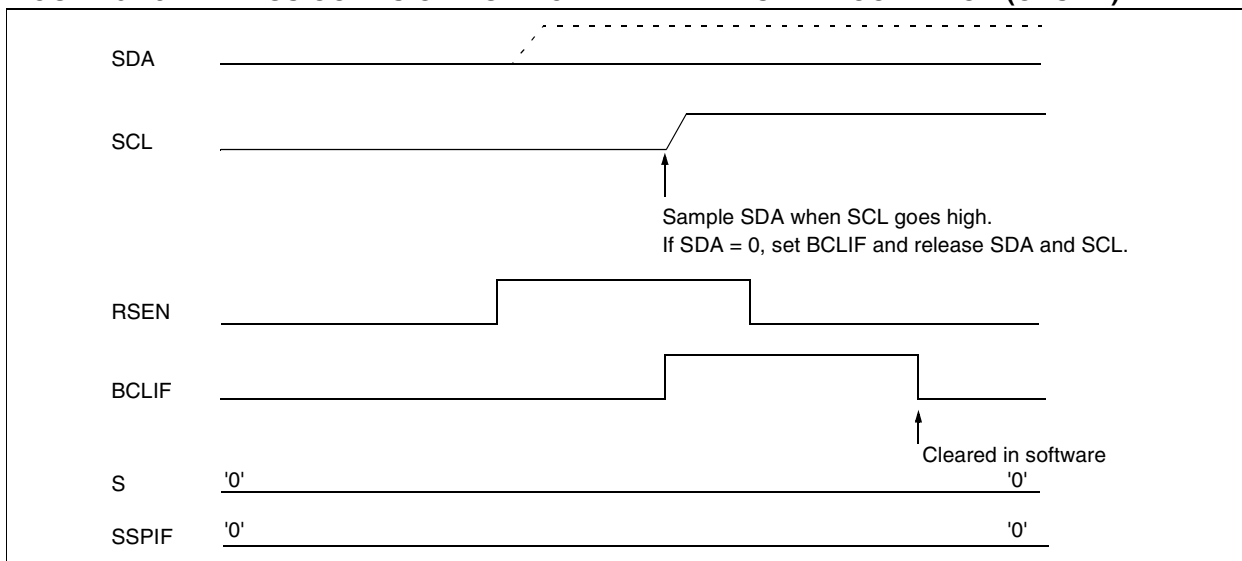 SDA
SCL
Sample SDA when SCL goes high.
If SDA = 0, set BCLIF and release SDA and SCL.
RSEN
BCLIF
Cleared in software
S '0' '0'
SSPIF '0' '0'